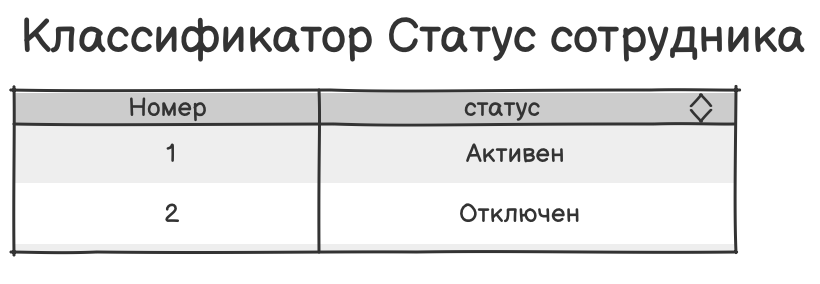 Классификатор Статус сотрудника
Номер статус
1 Активен
2 Отключен